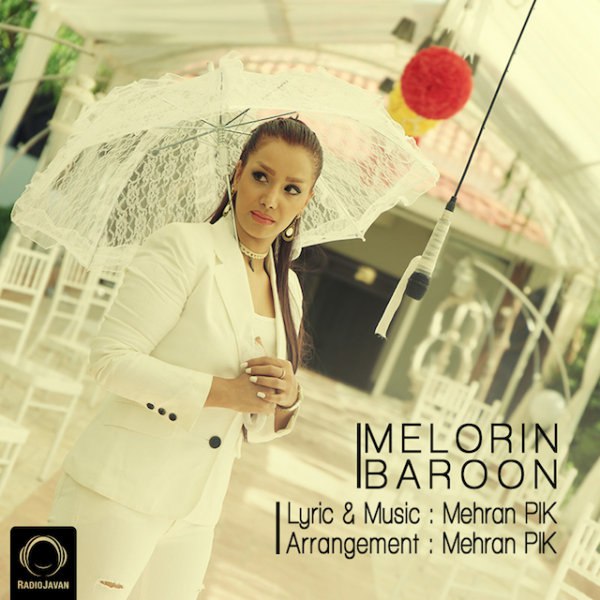 MELORIN
BAROON
Lyric & Music : Mehran PIK
Arrangement : Mehran PIK
RADIOJAVAN